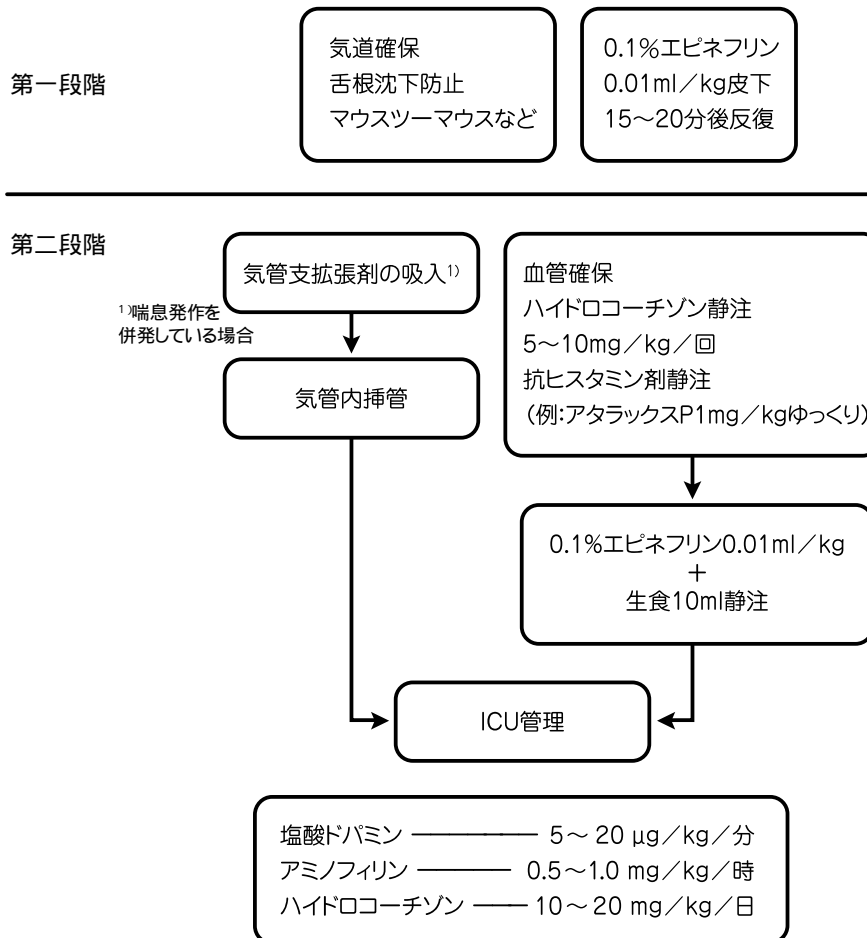 第一段階
気道確保
舌根沈下防止
マウスツーマウスなど
0.1%エピネフリン
0.01ml／kg皮下
15～20分後反復
第二段階
気管支拡張剤の吸入1)
1)喘息発作を
併発している場合
気管内挿管
血管確保
ハイドロコーチゾン静注
5～10mg／kg／回
抗ヒスタミン剤静注
(例:アタラックスP1mg／kgゆっくり)
0.1%エピネフリン0.01ml／kg
＋
生食10ml静注
ICU管理
塩酸ドパミン ―――― 5～20 μg／kg／分
アミノフィリン ―――― 0.5～1.0 mg／kg／時
ハイドロコーチゾン ―― 10～20 mg／kg／日